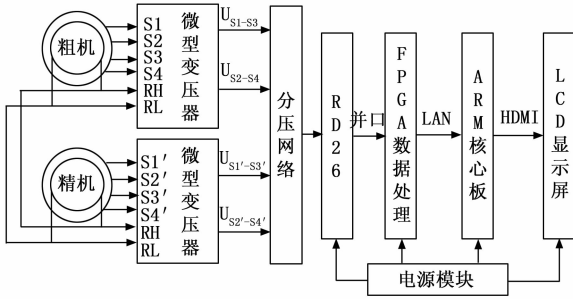 粗机
S1
S2
S3
S4
RH
RL
微型变压器
U_{S1-S3}
U_{S2-S4}
精机
S1′
S2′
S3′
S4′
RH
RL
微型变压器
U_{S1′-S3′}
U_{S2′-S4′}
分压网络
RD26
并口
FPGA数据处理
LAN
ARM核心板
HDMI
LCD显示屏
电源模块